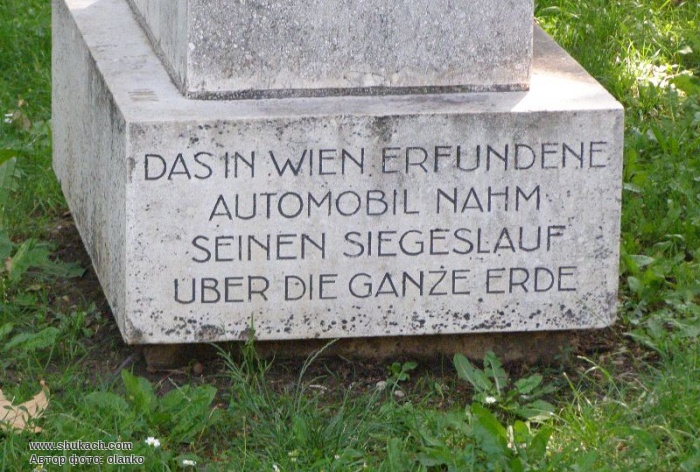 DAS IN WIEN ERFUNDENE
AUTOMOBIL NAHM
SEINEN SIEGESLAUF
UBER DIE GANZE ERDE
www.shukach.com
Автор фото: olanko